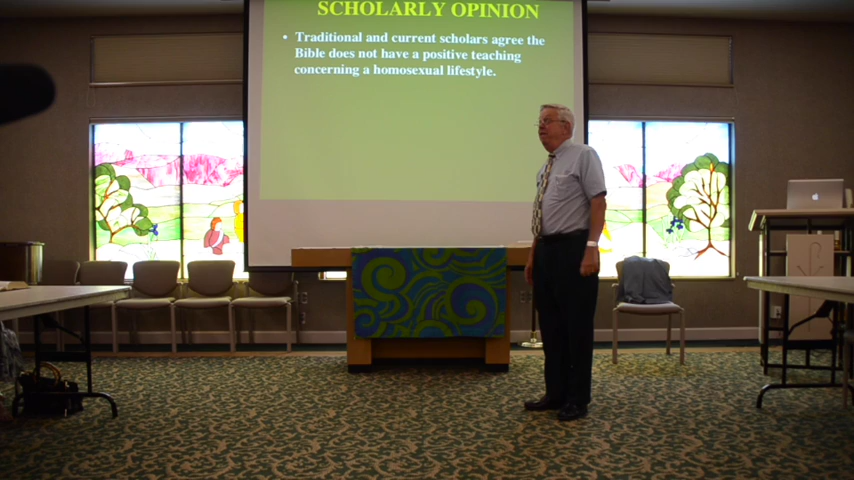 SCHOLARLY OPINION
• Traditional and current scholars agree the
Bible does not have a positive teaching
concerning a homosexual lifestyle.